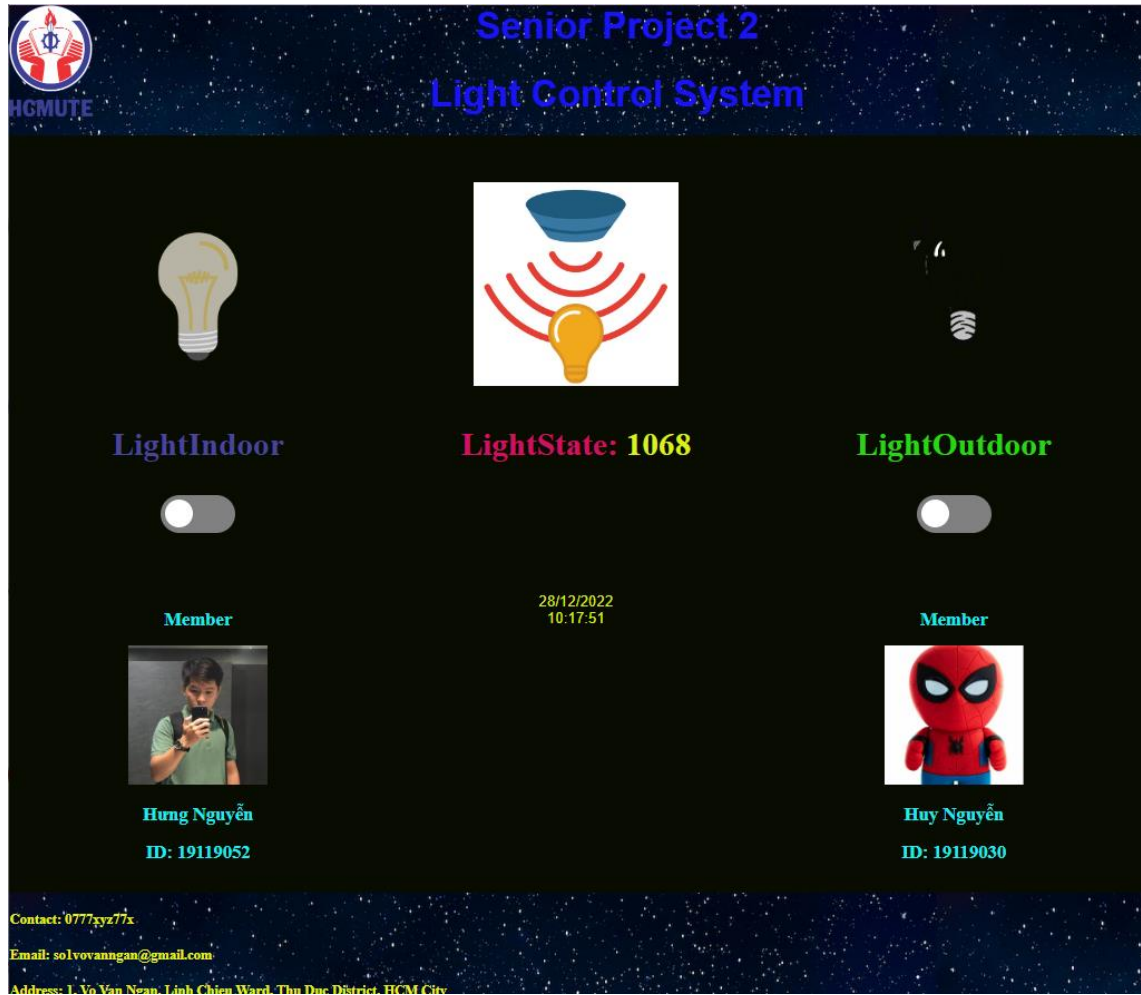 HCMUTE
Senior Project 2
Light Control System
LightIndoor
LightState: 1068
LightOutdoor
28/12/2022
10:17:51
Member
Hưng Nguyễn
ID: 19119052
Member
Huy Nguyễn
ID: 19119030
Contact: 0777xyz77x
Email: so1vovanngan@gmail.com
Address: 1, Vo Van Ngan, Linh Chieu Ward, Thu Duc District, HCM City